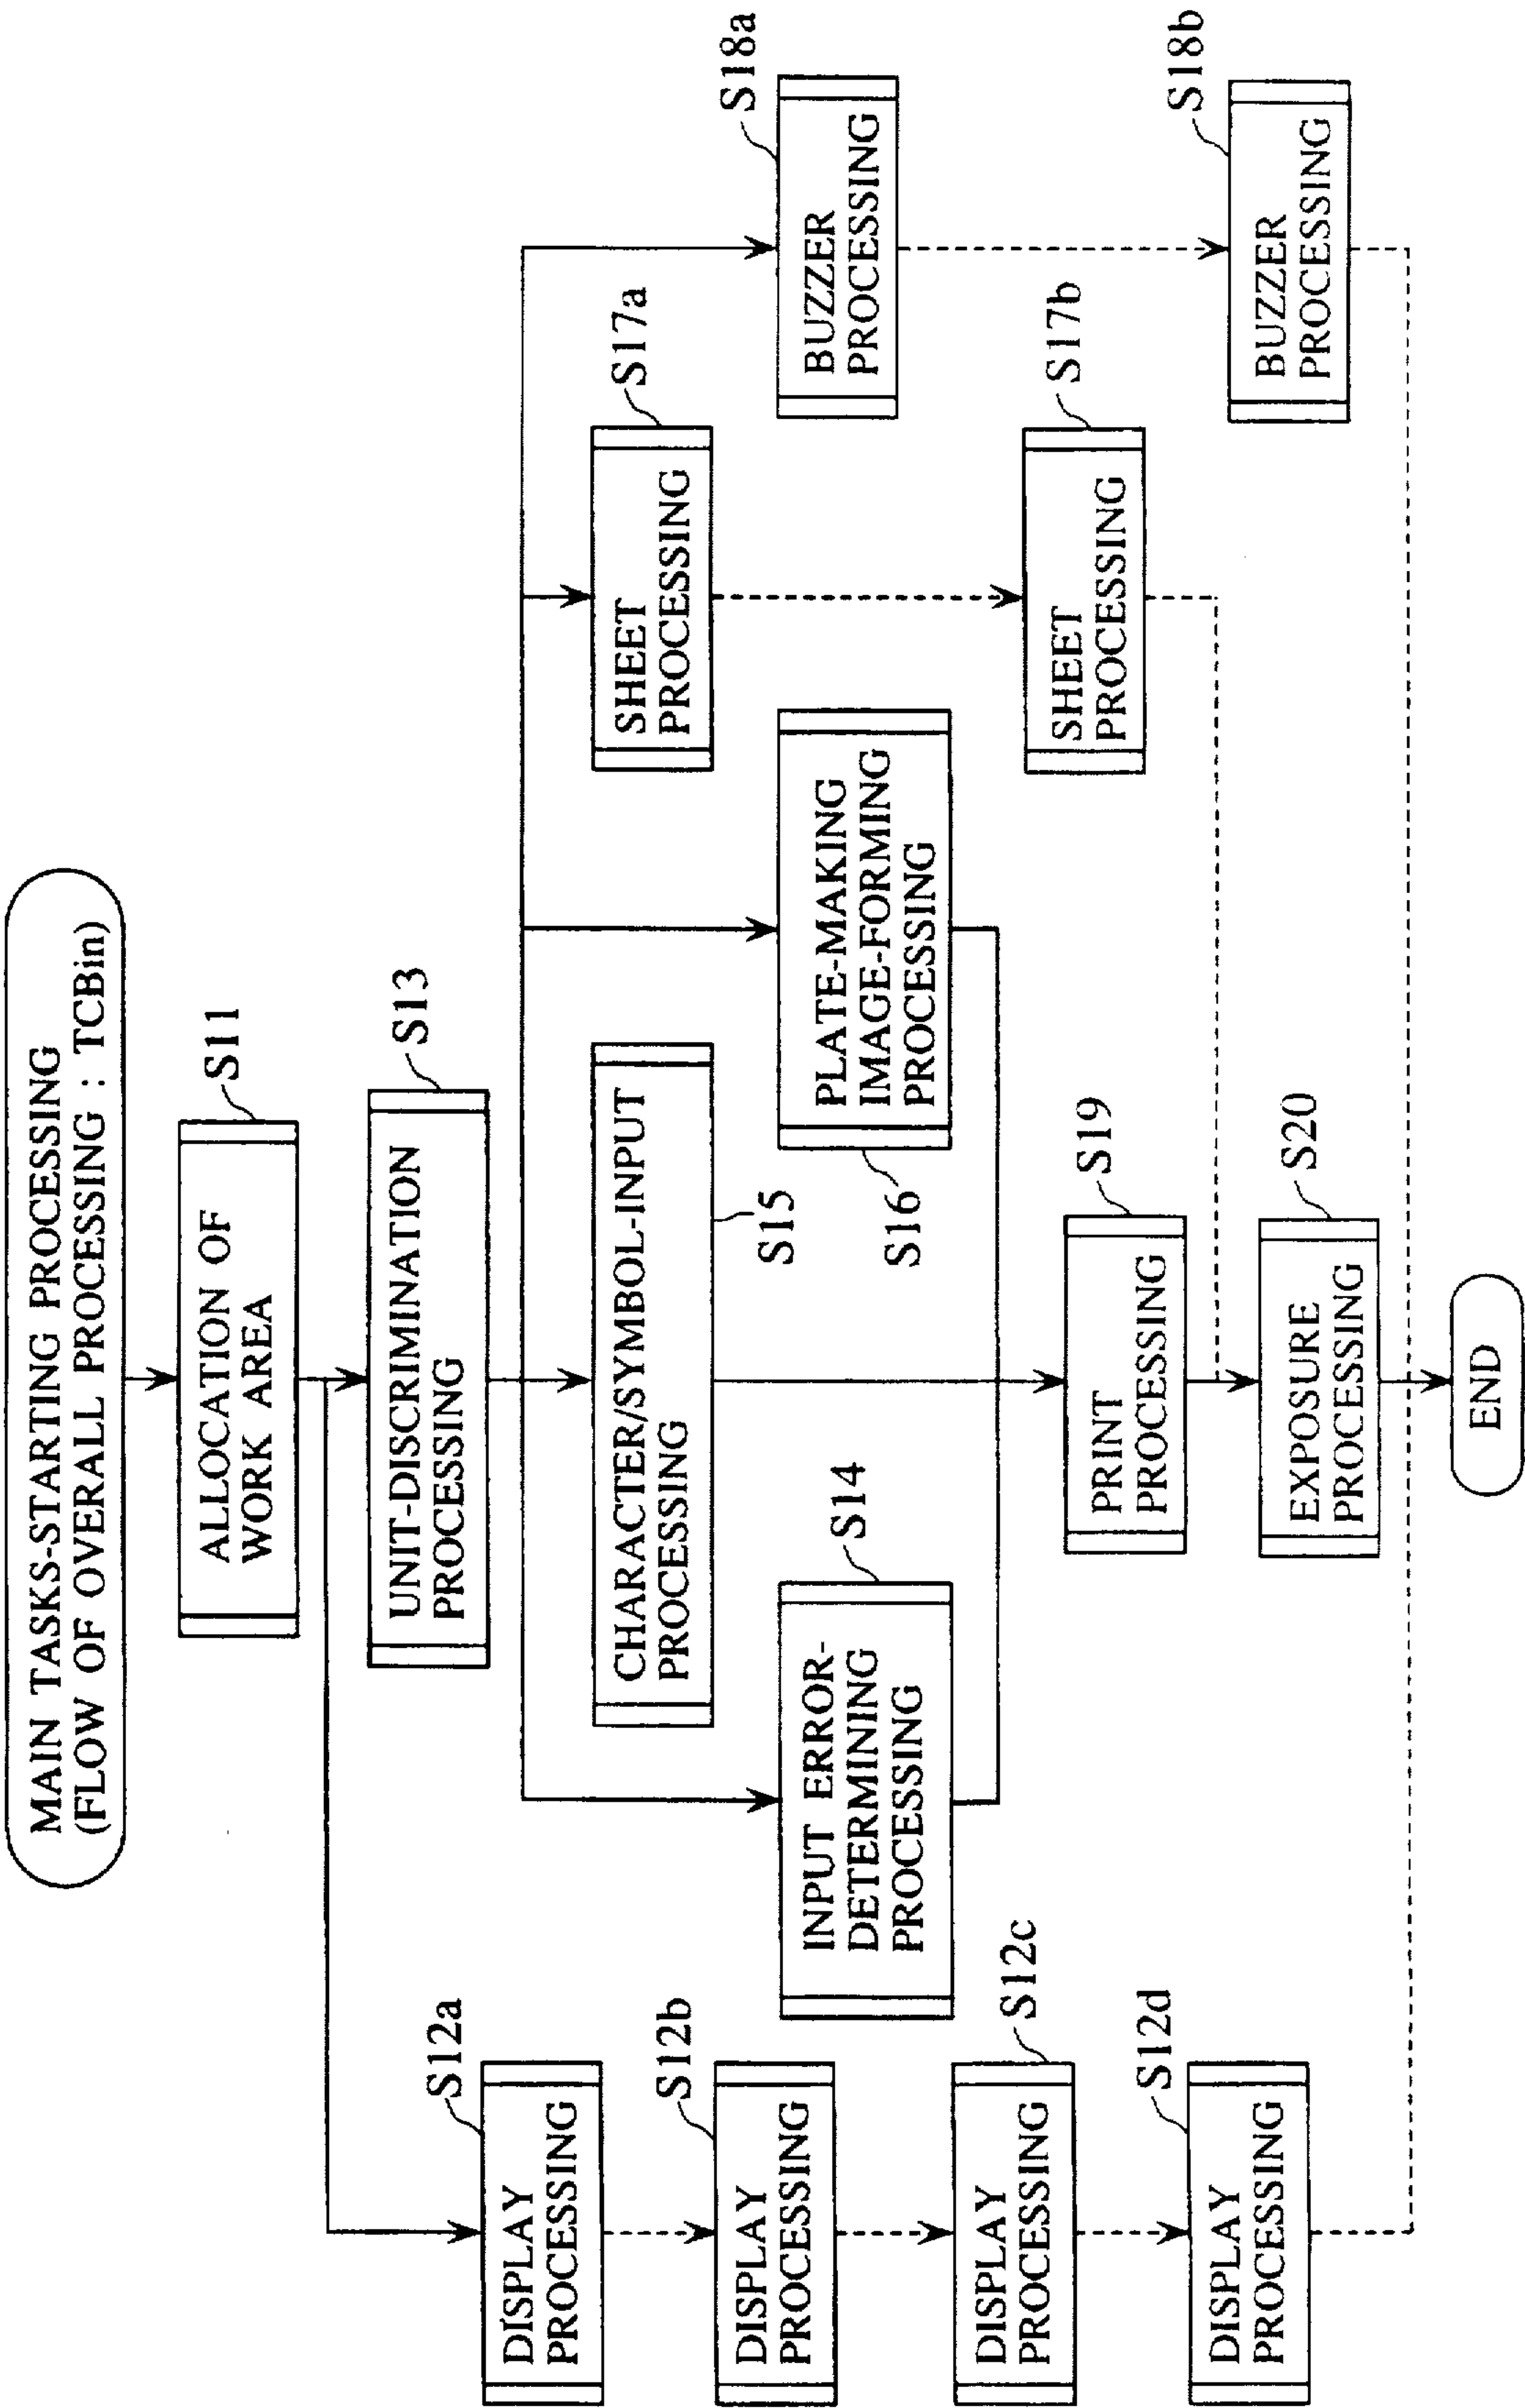 MAIN TASKS-STARTING PROCESSING
(FLOW OF OVERALL PROCESSING : TCBin)
S11
ALLOCATION OF
WORK AREA
S13
UNIT-DISCRIMINATION
PROCESSING
S12a
DISPLAY
PROCESSING
S12b
DISPLAY
PROCESSING
S12c
DISPLAY
PROCESSING
S12d
DISPLAY
PROCESSING
S14
INPUT ERROR-
DETERMINING
PROCESSING
CHARACTER/SYMBOL-INPUT
PROCESSING
S15
PLATE-MAKING
IMAGE-FORMING
PROCESSING
S16
S17a
SHEET
PROCESSING
S17b
SHEET
PROCESSING
S18a
BUZZER
PROCESSING
S18b
BUZZER
PROCESSING
S19
PRINT
PROCESSING
S20
EXPOSURE
PROCESSING
END